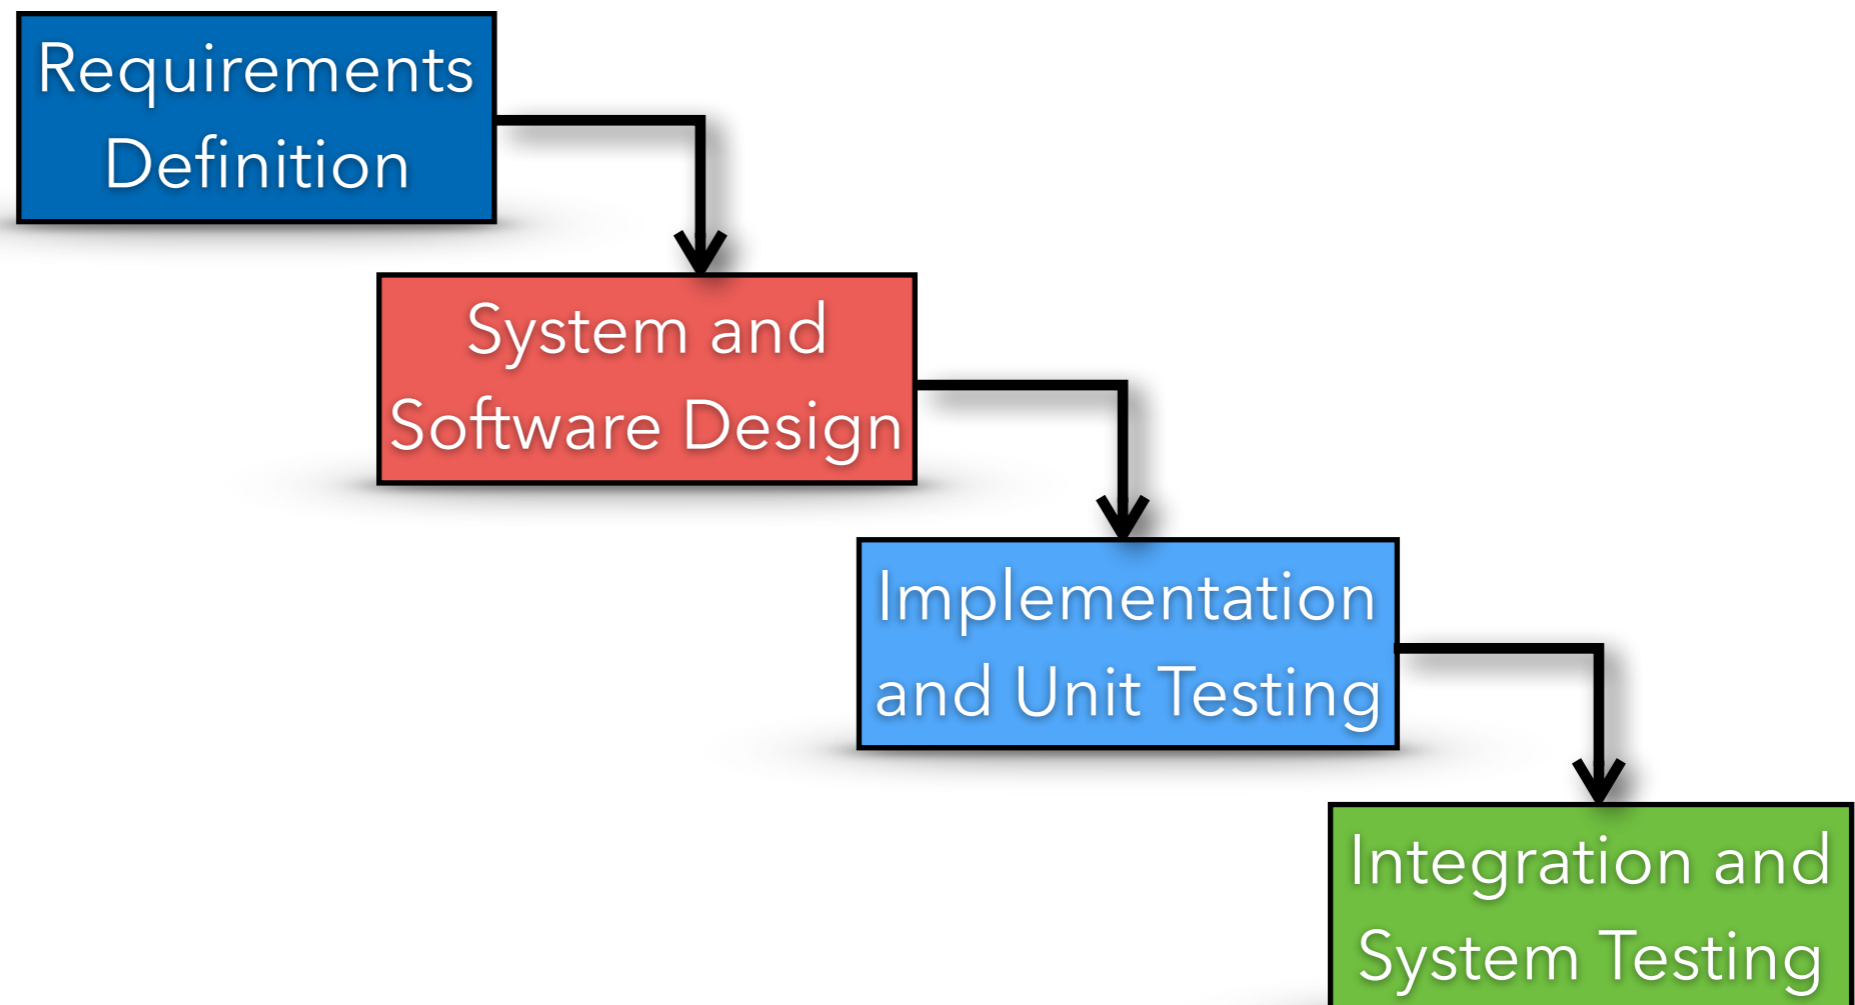 Requirements
Definition
System and
Software Design
Implementation
and Unit Testing
Integration and
System Testing